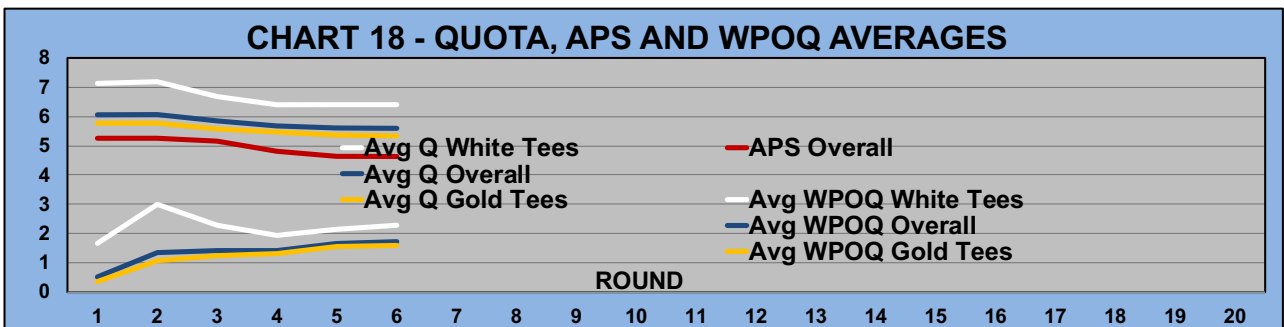 CHART 18 - QUOTA, APS AND WPOQ AVERAGES
8
7
6
5
4
3
2
1
0
Avg Q White Tees
APS Overall
Avg Q Overall
Avg Q Gold Tees
Avg WPOQ White Tees
Avg WPOQ Overall
Avg WPOQ Gold Tees
ROUND
1 2 3 4 5 6 7 8 9 10 11 12 13 14 15 16 17 18 19 20